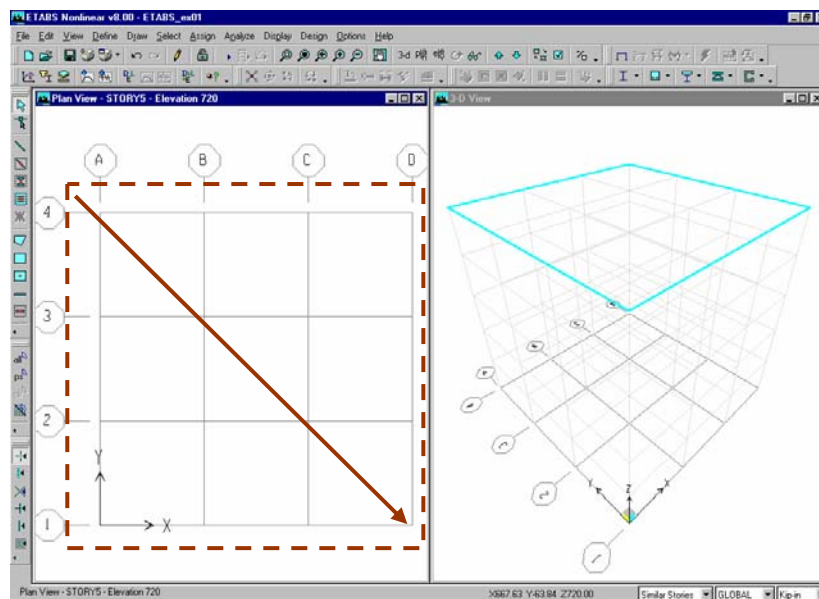 ETABS Nonlinear v8.00 - ETABS_ex01
File Edit View Define Draw Select Assign Analyze Display Design Options Help
3-d
Plan View - STORY5 - Elevation 720
3-D View
A B C D
4
3
2
1
Y
X
Y Z X
Plan View - STORY5 - Elevation 720
X667.63 Y-63.84 Z720.00
Similar Stories
GLOBAL
Kip-in